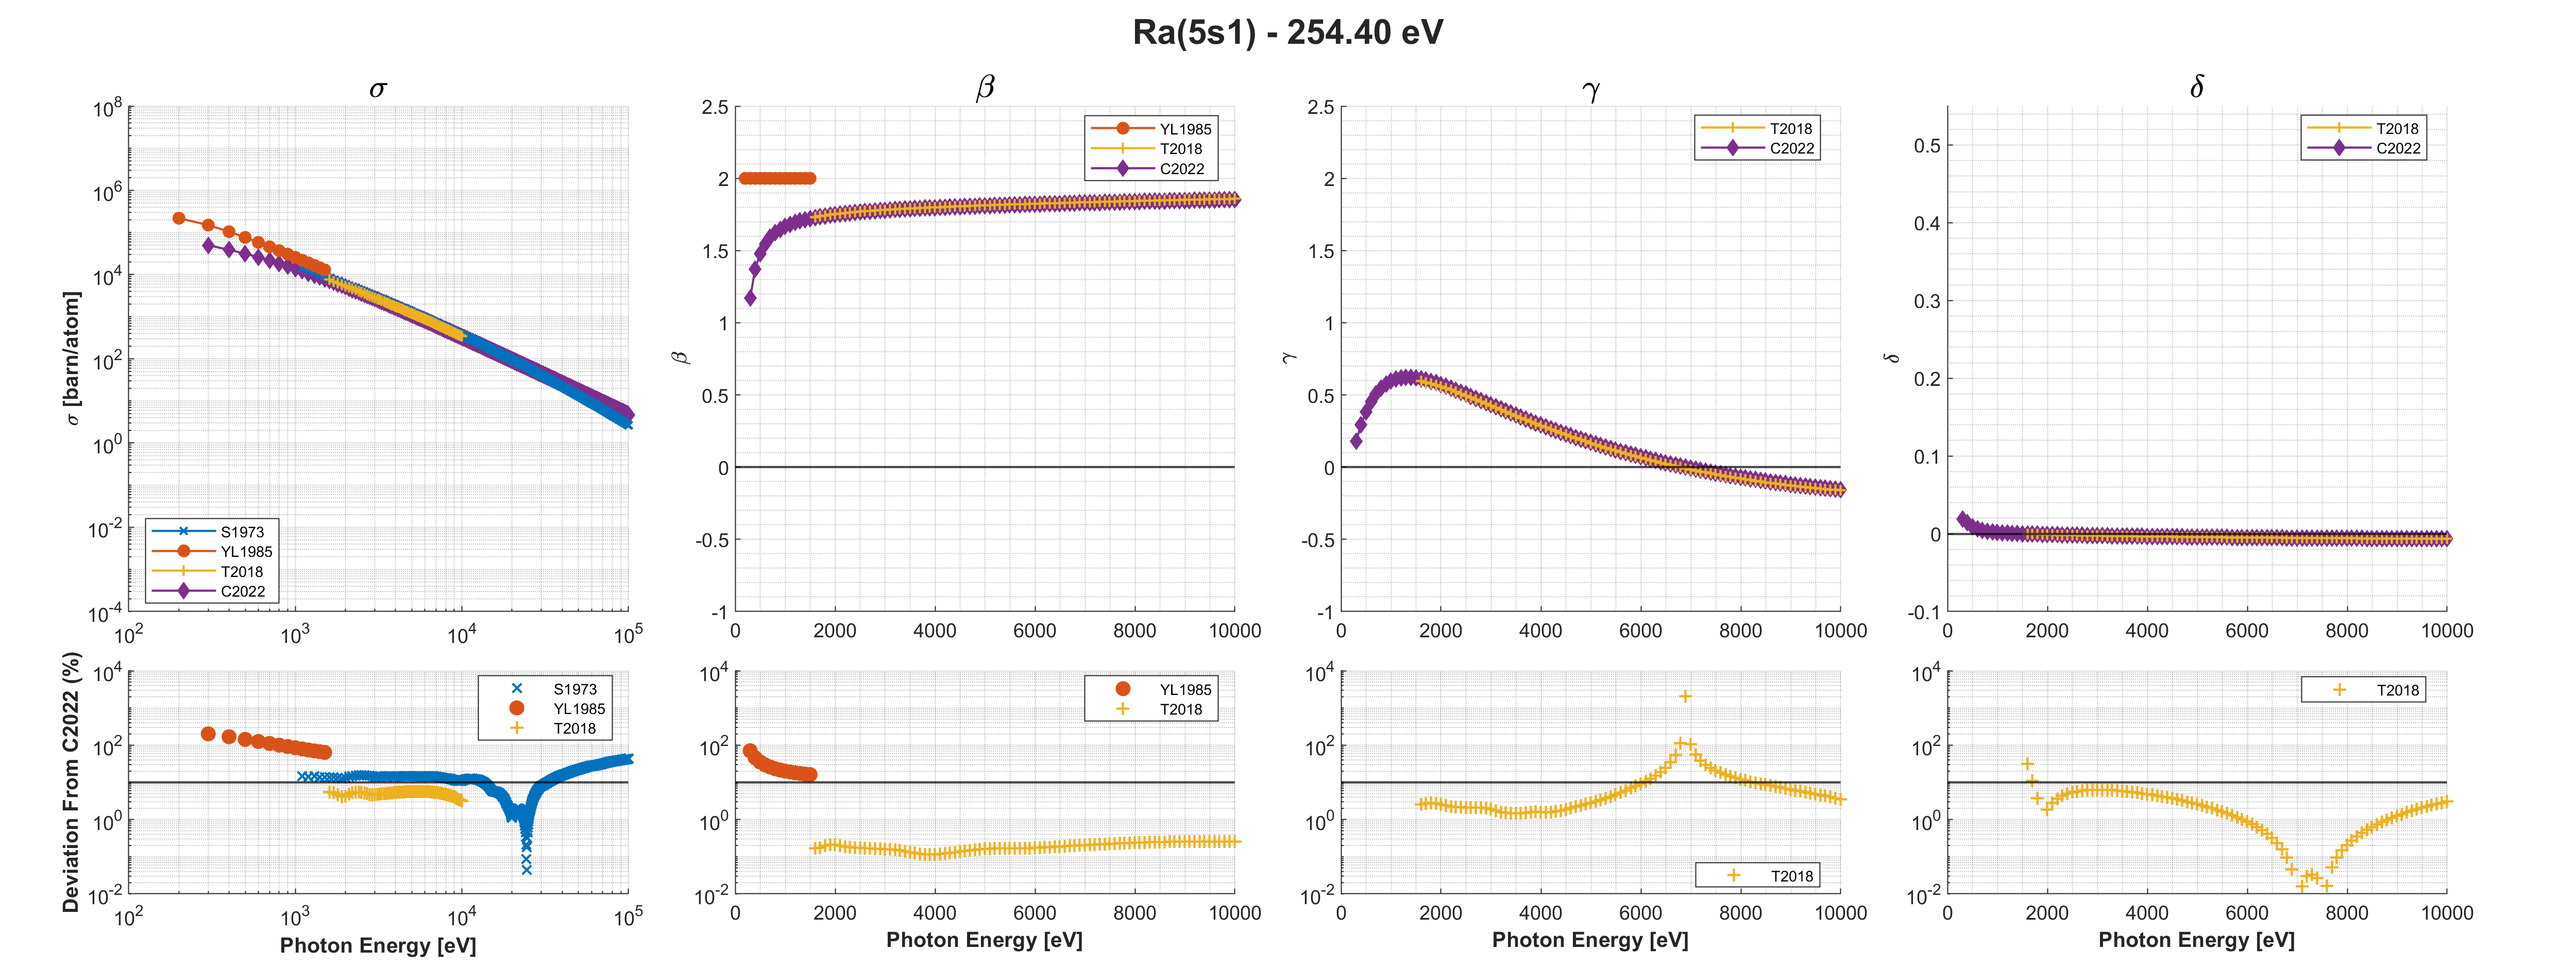 Ra(5s1) - 254.40 eV
σ
10^8
10^6
10^4
10^2
10^0
10^-2
10^-4
σ [barn/atom]
S1973
YL1985
T2018
C2022
10^2 10^3 10^4 10^5
β
2.5
2
1.5
1
0.5
0
-0.5
-1
β
YL1985
T2018
C2022
0 2000 4000 6000 8000 10000
γ
2.5
2
1.5
1
0.5
0
-0.5
-1
γ
T2018
C2022
0 2000 4000 6000 8000 10000
δ
0.5
0.4
0.3
0.2
0.1
0
-0.1
δ
T2018
C2022
0 2000 4000 6000 8000 10000
10^4
10^2
10^0
10^-2
Deviation From C2022 (%)
S1973
YL1985
T2018
10^2 10^3 10^4 10^5
Photon Energy [eV]
10^4
10^2
10^0
10^-2
YL1985
T2018
0 2000 4000 6000 8000 10000
Photon Energy [eV]
10^4
10^2
10^0
10^-2
T2018
0 2000 4000 6000 8000 10000
Photon Energy [eV]
10^4
10^2
10^0
10^-2
T2018
0 2000 4000 6000 8000 10000
Photon Energy [eV]